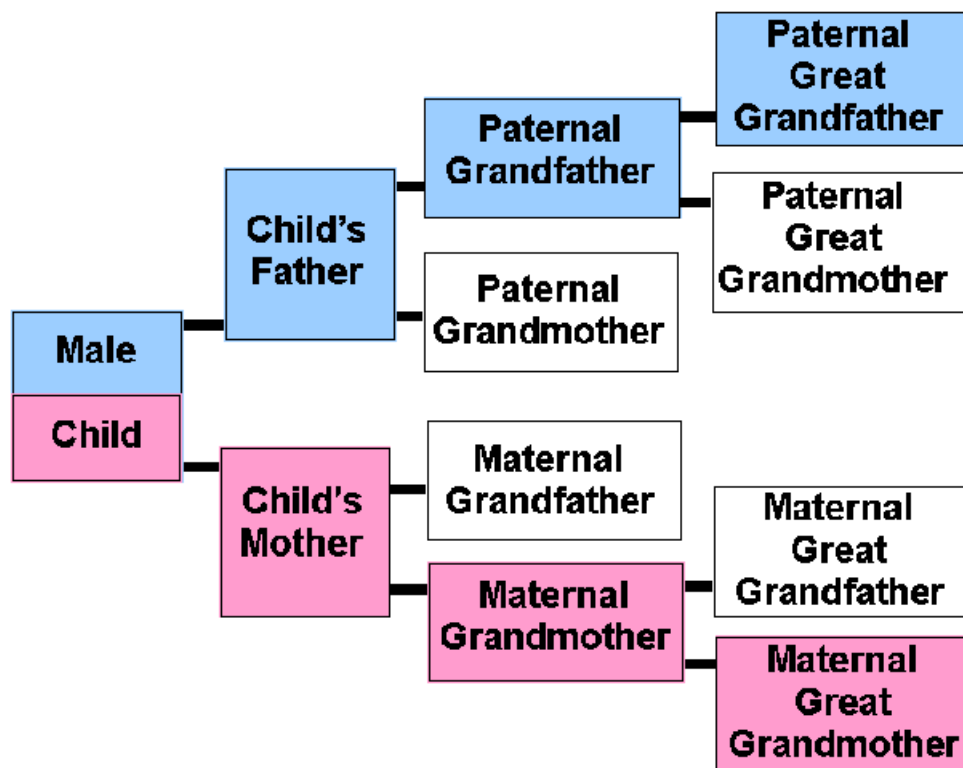 Paternal
Great
Grandfather
Paternal
Grandfather
Paternal
Great
Grandmother
Child's
Father
Paternal
Grandmother
Male
Child
Child's
Mother
Maternal
Grandfather
Maternal
Great
Grandfather
Maternal
Grandmother
Maternal
Great
Grandmother